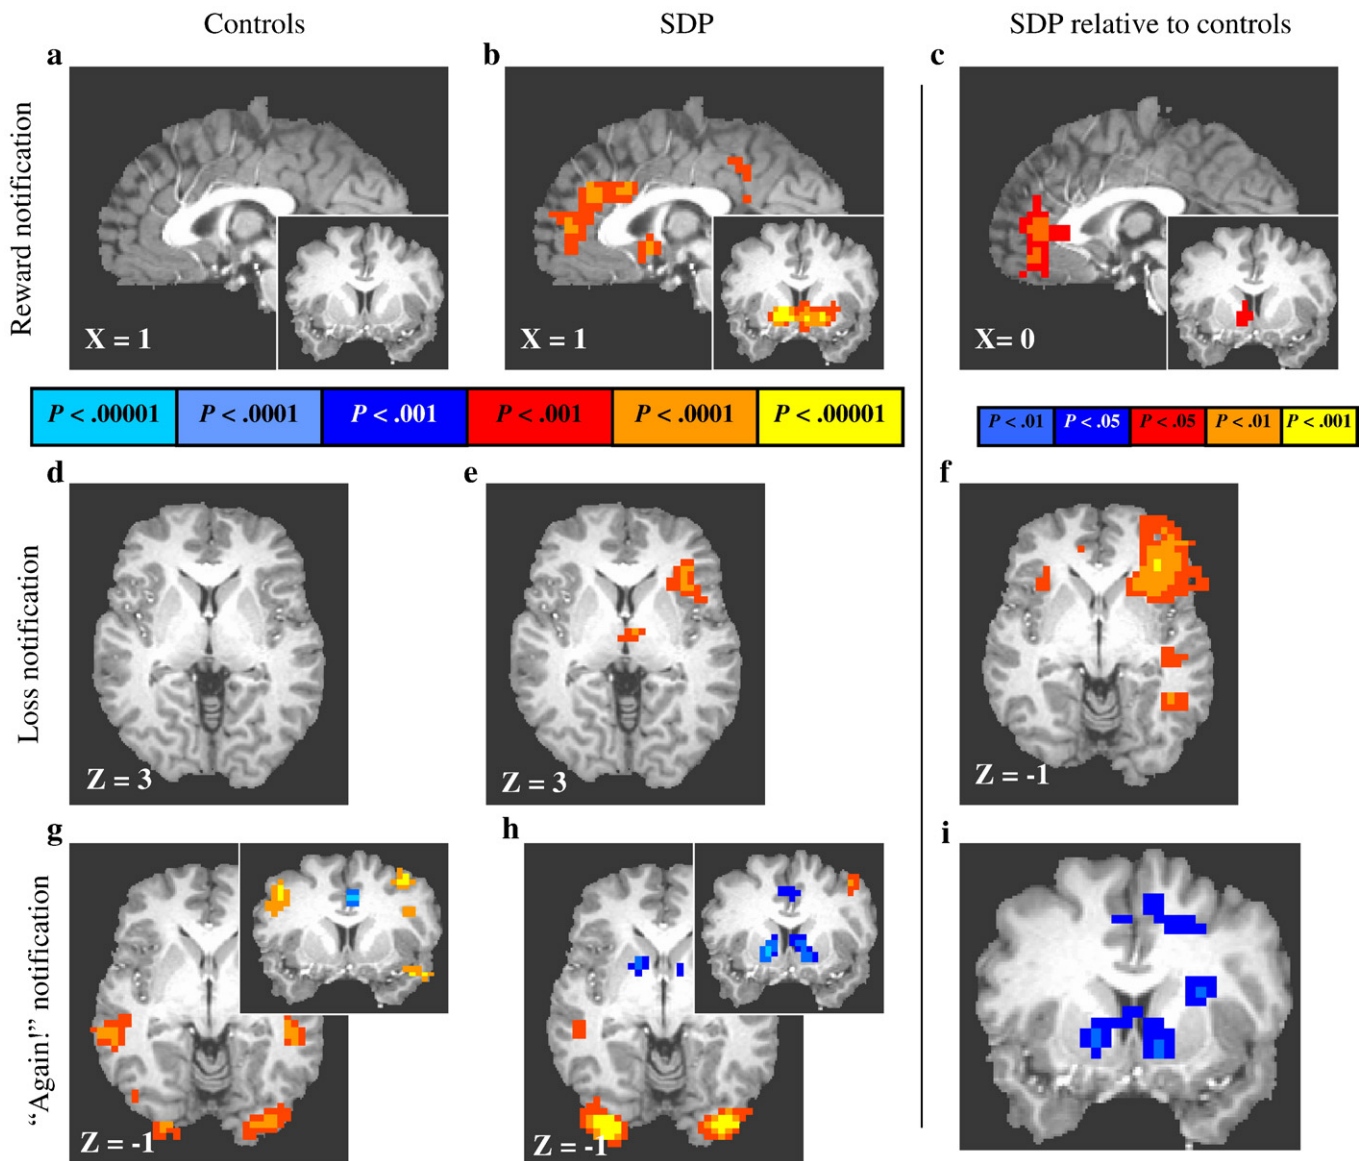 Controls
SDP
SDP relative to controls
a
b
c
Reward notification
X = 1
X = 1
X= 0
P < .00001
P < .0001
P < .001
P < .001
P < .0001
P < .00001
P < .01
P < .05
P < .05
P < .01
P < .001
d
e
f
Loss notification
Z = 3
Z = 3
Z = -1
g
h
i
“Again!” notification
Z = -1
Z = -1